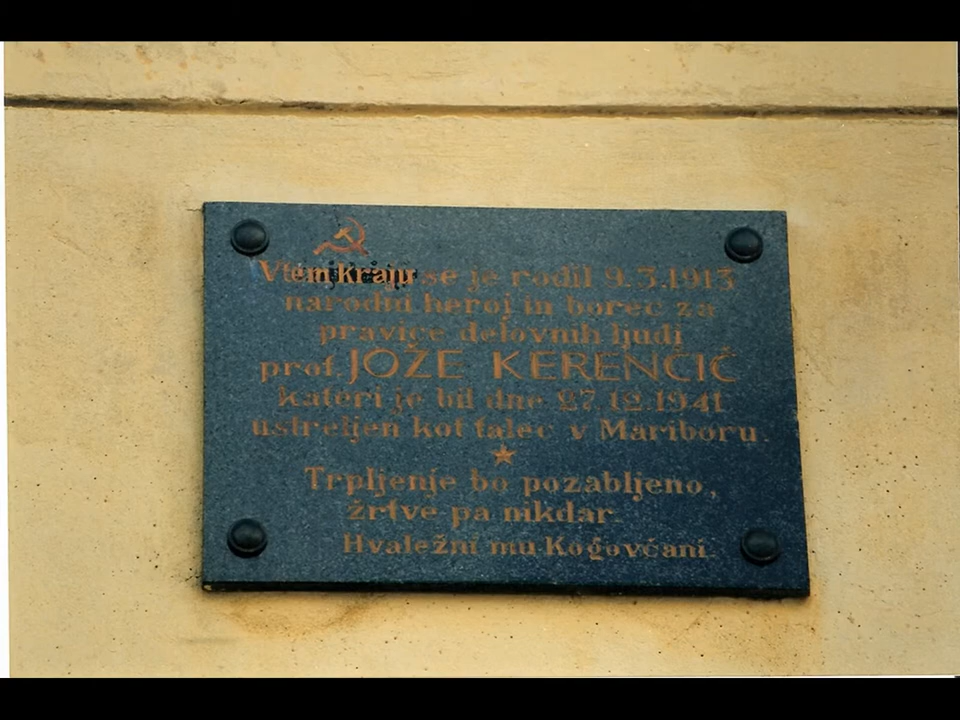 V tem kraju se je rodil 9.3.1913
narodni heroj in borec za
pravice delovnih ljudi
prof. JOŽE KERENČIČ
kateri je bil dne 27.12.1941
ustreljen kot talec v Mariboru.
Trpljenje bo pozabljeno,
žrtve pa nikdar.
Hvaležni mu Kogovčani.